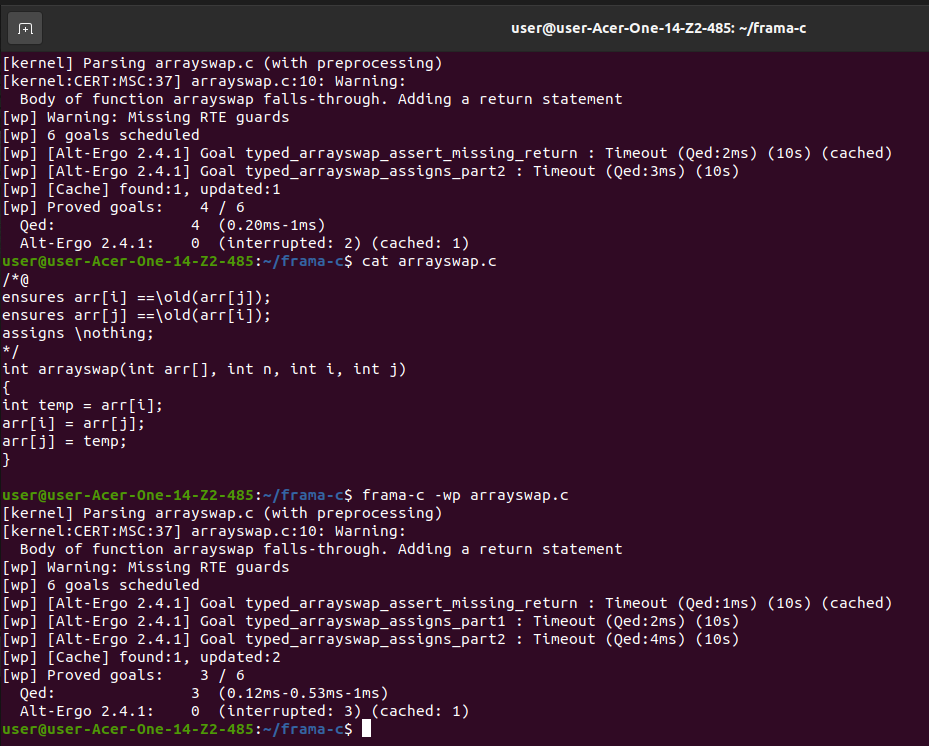 user@user-Acer-One-14-Z2-485: ~/frama-c
[kernel] Parsing arrayswap.c (with preprocessing)
[kernel:CERT:MSC:37] arrayswap.c:10: Warning:
  Body of function arrayswap falls-through. Adding a return statement
[wp] Warning: Missing RTE guards
[wp] 6 goals scheduled
[wp] [Alt-Ergo 2.4.1] Goal typed_arrayswap_assert_missing_return : Timeout (Qed:2ms) (10s) (cached)
[wp] [Alt-Ergo 2.4.1] Goal typed_arrayswap_assigns_part2 : Timeout (Qed:3ms) (10s)
[wp] [Cache] found:1, updated:1
[wp] Proved goals:    4 / 6
  Qed:               4  (0.20ms-1ms)
  Alt-Ergo 2.4.1:    0  (interrupted: 2) (cached: 1)
user@user-Acer-One-14-Z2-485:~/frama-c$ cat arrayswap.c
/*@
ensures arr[i] ==\old(arr[j]);
ensures arr[j] ==\old(arr[i]);
assigns \nothing;
*/
int arrayswap(int arr[], int n, int i, int j)
{
int temp = arr[i];
arr[i] = arr[j];
arr[j] = temp;
}
user@user-Acer-One-14-Z2-485:~/frama-c$ frama-c -wp arrayswap.c
[kernel] Parsing arrayswap.c (with preprocessing)
[kernel:CERT:MSC:37] arrayswap.c:10: Warning:
  Body of function arrayswap falls-through. Adding a return statement
[wp] Warning: Missing RTE guards
[wp] 6 goals scheduled
[wp] [Alt-Ergo 2.4.1] Goal typed_arrayswap_assert_missing_return : Timeout (Qed:1ms) (10s) (cached)
[wp] [Alt-Ergo 2.4.1] Goal typed_arrayswap_assigns_part1 : Timeout (Qed:2ms) (10s)
[wp] [Alt-Ergo 2.4.1] Goal typed_arrayswap_assigns_part2 : Timeout (Qed:4ms) (10s)
[wp] [Cache] found:1, updated:2
[wp] Proved goals:    3 / 6
  Qed:               3  (0.12ms-0.53ms-1ms)
  Alt-Ergo 2.4.1:    0  (interrupted: 3) (cached: 1)
user@user-Acer-One-14-Z2-485:~/frama-c$